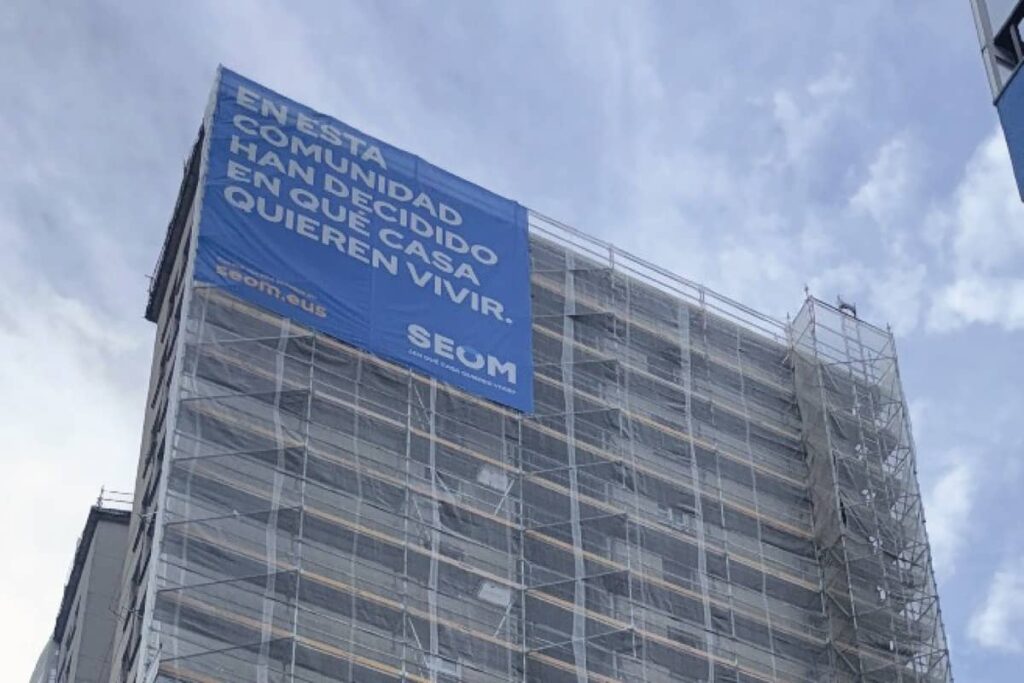 EN ESTA
COMUNIDAD
HAN DECIDIDO
EN QUÉ CASA
QUIEREN VIVIR.
seom.eus
SEOM
¿EN QUÉ CASA QUIERES VIVIR?